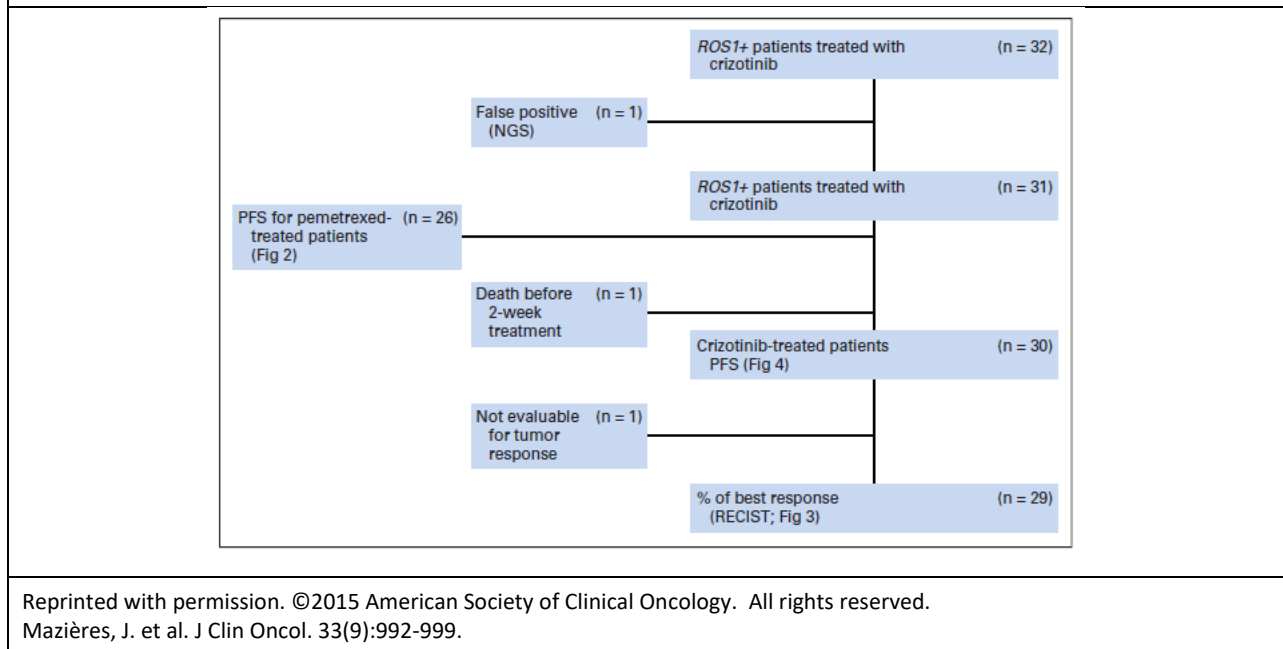 ROS1+ patients treated with (n = 32)
crizotinib
False positive (n = 1)
(NGS)
ROS1+ patients treated with (n = 31)
crizotinib
PFS for pemetrexed- (n = 26)
treated patients
(Fig 2)
Death before (n = 1)
2-week
treatment
Crizotinib-treated patients (n = 30)
PFS (Fig 4)
Not evaluable (n = 1)
for tumor
response
% of best response (n = 29)
(RECIST; Fig 3)
Reprinted with permission. ©2015 American Society of Clinical Oncology. All rights reserved.
Mazières, J. et al. J Clin Oncol. 33(9):992-999.